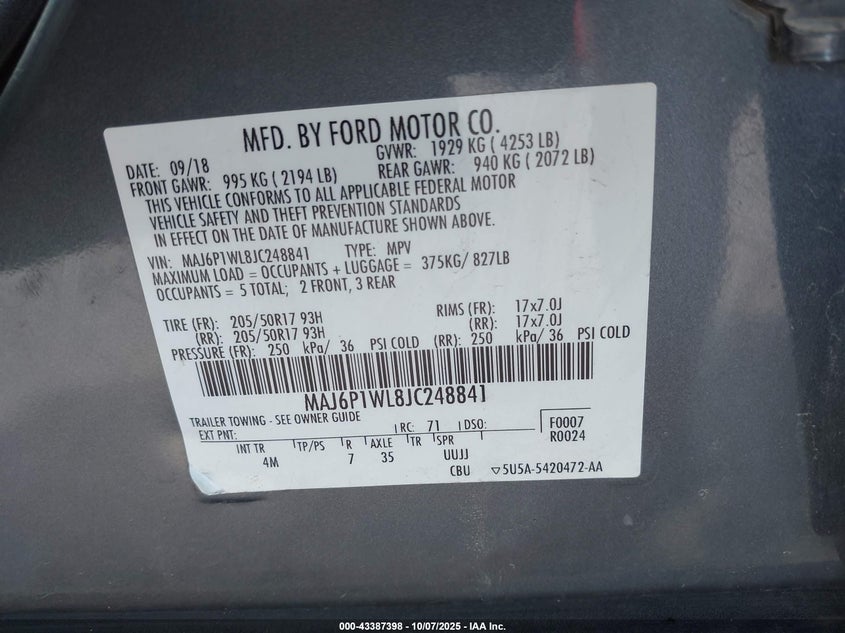 MFD. BY FORD MOTOR CO.
DATE: 09/18 GVWR: 1929 KG ( 4253 LB)
FRONT GAWR: 995 KG ( 2194 LB) REAR GAWR: 940 KG ( 2072 LB)
THIS VEHICLE CONFORMS TO ALL APPLICABLE FEDERAL MOTOR
VEHICLE SAFETY AND THEFT PREVENTION STANDARDS
IN EFFECT ON THE DATE OF MANUFACTURE SHOWN ABOVE.
VIN: MAJ6P1WL8JC248841 TYPE: MPV
MAXIMUM LOAD = OCCUPANTS + LUGGAGE = 375KG/ 827LB
OCCUPANTS = 5 TOTAL; 2 FRONT, 3 REAR
TIRE (FR): 205/50R17 93H RIMS (FR): 17x7.0J
(RR): 205/50R17 93H (RR): 17x7.0J
PRESSURE (FR): 250 kPa/ 36 PSI COLD (RR): 250 kPa/ 36 PSI COLD
MAJ6P1WL8JC248841
TRAILER TOWING - SEE OWNER GUIDE
EXT PNT: RC: 71 DSO: F0007
R0024
INT TR TP/PS R AXLE TR SPR
4M 7 35 UUJJ
CBU ▽5U5A-5420472-AA
000-43387398 - 10/07/2025 - IAA Inc.